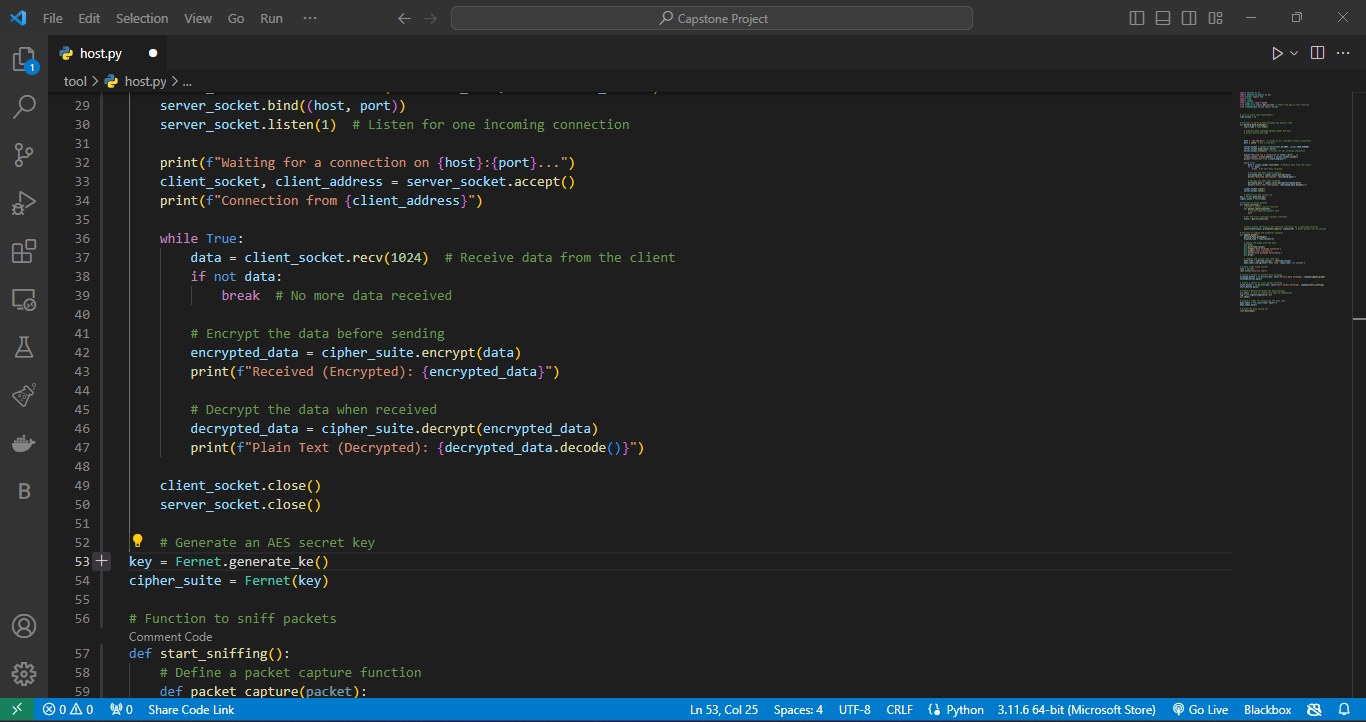 File Edit Selection View Go Run ··· Capstone Project
host.py
tool > host.py > ...
29 server_socket.bind((host, port))
30 server_socket.listen(1)  # Listen for one incoming connection
31
32 print(f"Waiting for a connection on {host}:{port}...")
33 client_socket, client_address = server_socket.accept()
34 print(f"Connection from {client_address}")
35
36 while True:
37 data = client_socket.recv(1024)  # Receive data from the client
38 if not data:
39 break  # No more data received
40
41 # Encrypt the data before sending
42 encrypted_data = cipher_suite.encrypt(data)
43 print(f"Received (Encrypted): {encrypted_data}")
44
45 # Decrypt the data when received
46 decrypted_data = cipher_suite.decrypt(encrypted_data)
47 print(f"Plain Text (Decrypted): {decrypted_data.decode()}")
48
49 client_socket.close()
50 server_socket.close()
51
52 # Generate an AES secret key
53 key = Fernet.generate_ke()
54 cipher_suite = Fernet(key)
55
56 # Function to sniff packets
Comment Code
57 def start_sniffing():
58 # Define a packet capture function
59 def packet_capture(packet):
1
B
0 0 0 Share Code Link Ln 53, Col 25 Spaces: 4 UTF-8 CRLF Python 3.11.6 64-bit (Microsoft Store) Go Live Blackbox